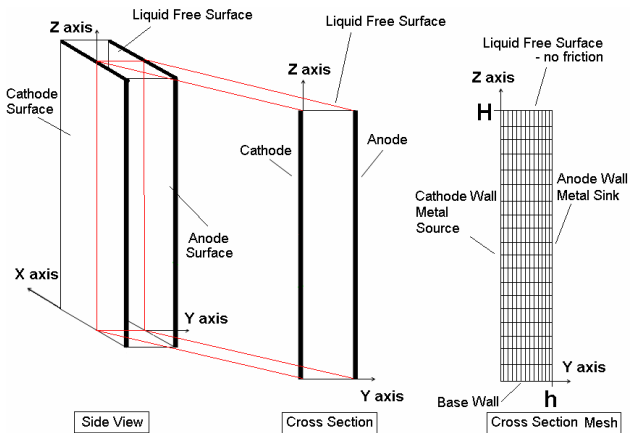 Liquid Free Surface
Z axis
Cathode
Surface
Anode
Surface
X axis
Y axis
Side View
Liquid Free Surface
Z axis
Cathode
Anode
Y axis
Cross Section
Liquid Free Surface
- no friction
Z axis
H
Cathode Wall
Metal
Source
Anode Wall
Metal Sink
Y axis
h
Base Wall
Cross Section Mesh